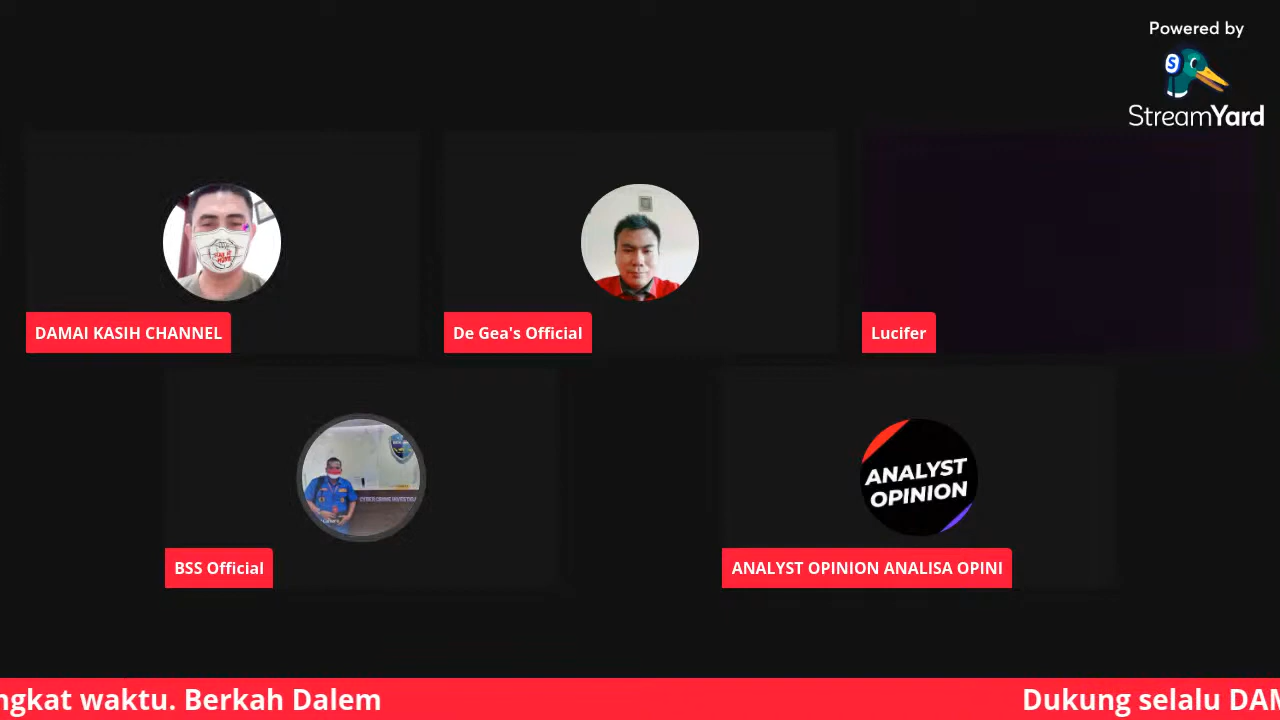 Powered by
StreamYard
DAMAI KASIH CHANNEL
De Gea's Official
Lucifer
ANALYST
OPINION
BSS Official
ANALYST OPINION ANALISA OPINI
ngkat waktu. Berkah Dalem
Dukung selalu DAM